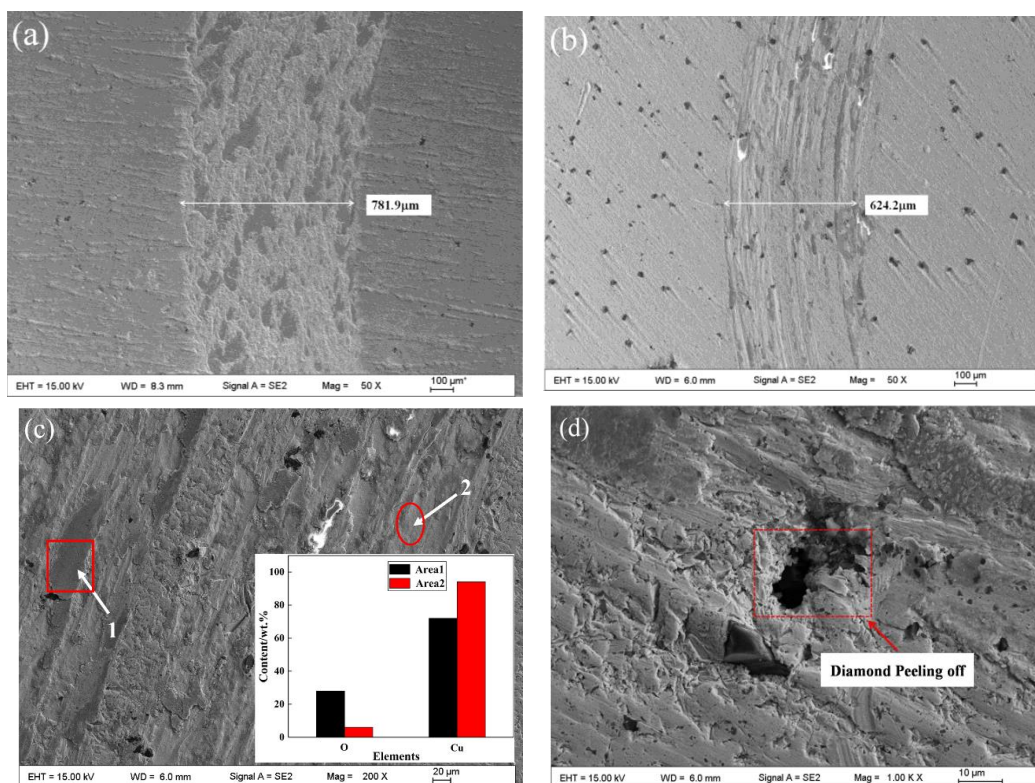 (a)
781.9μm
EHT = 15.00 kV WD = 8.3 mm Signal A = SE2 Mag = 50 X 100 μm*
(b)
624.2μm
EHT = 15.00 kV WD = 6.0 mm Signal A = SE2 Mag = 50 X 100 μm
(c)
1
2
Area1
Area2
100
80
60
40
20
0
Content/wt.%
O Cu
Elements
EHT = 15.00 kV WD = 6.0 mm Signal A = SE2 Mag = 200 X 20 μm
(d)
Diamond Peeling off
EHT = 15.00 kV WD = 6.0 mm Signal A = SE2 Mag = 1.00 K X 10 μm